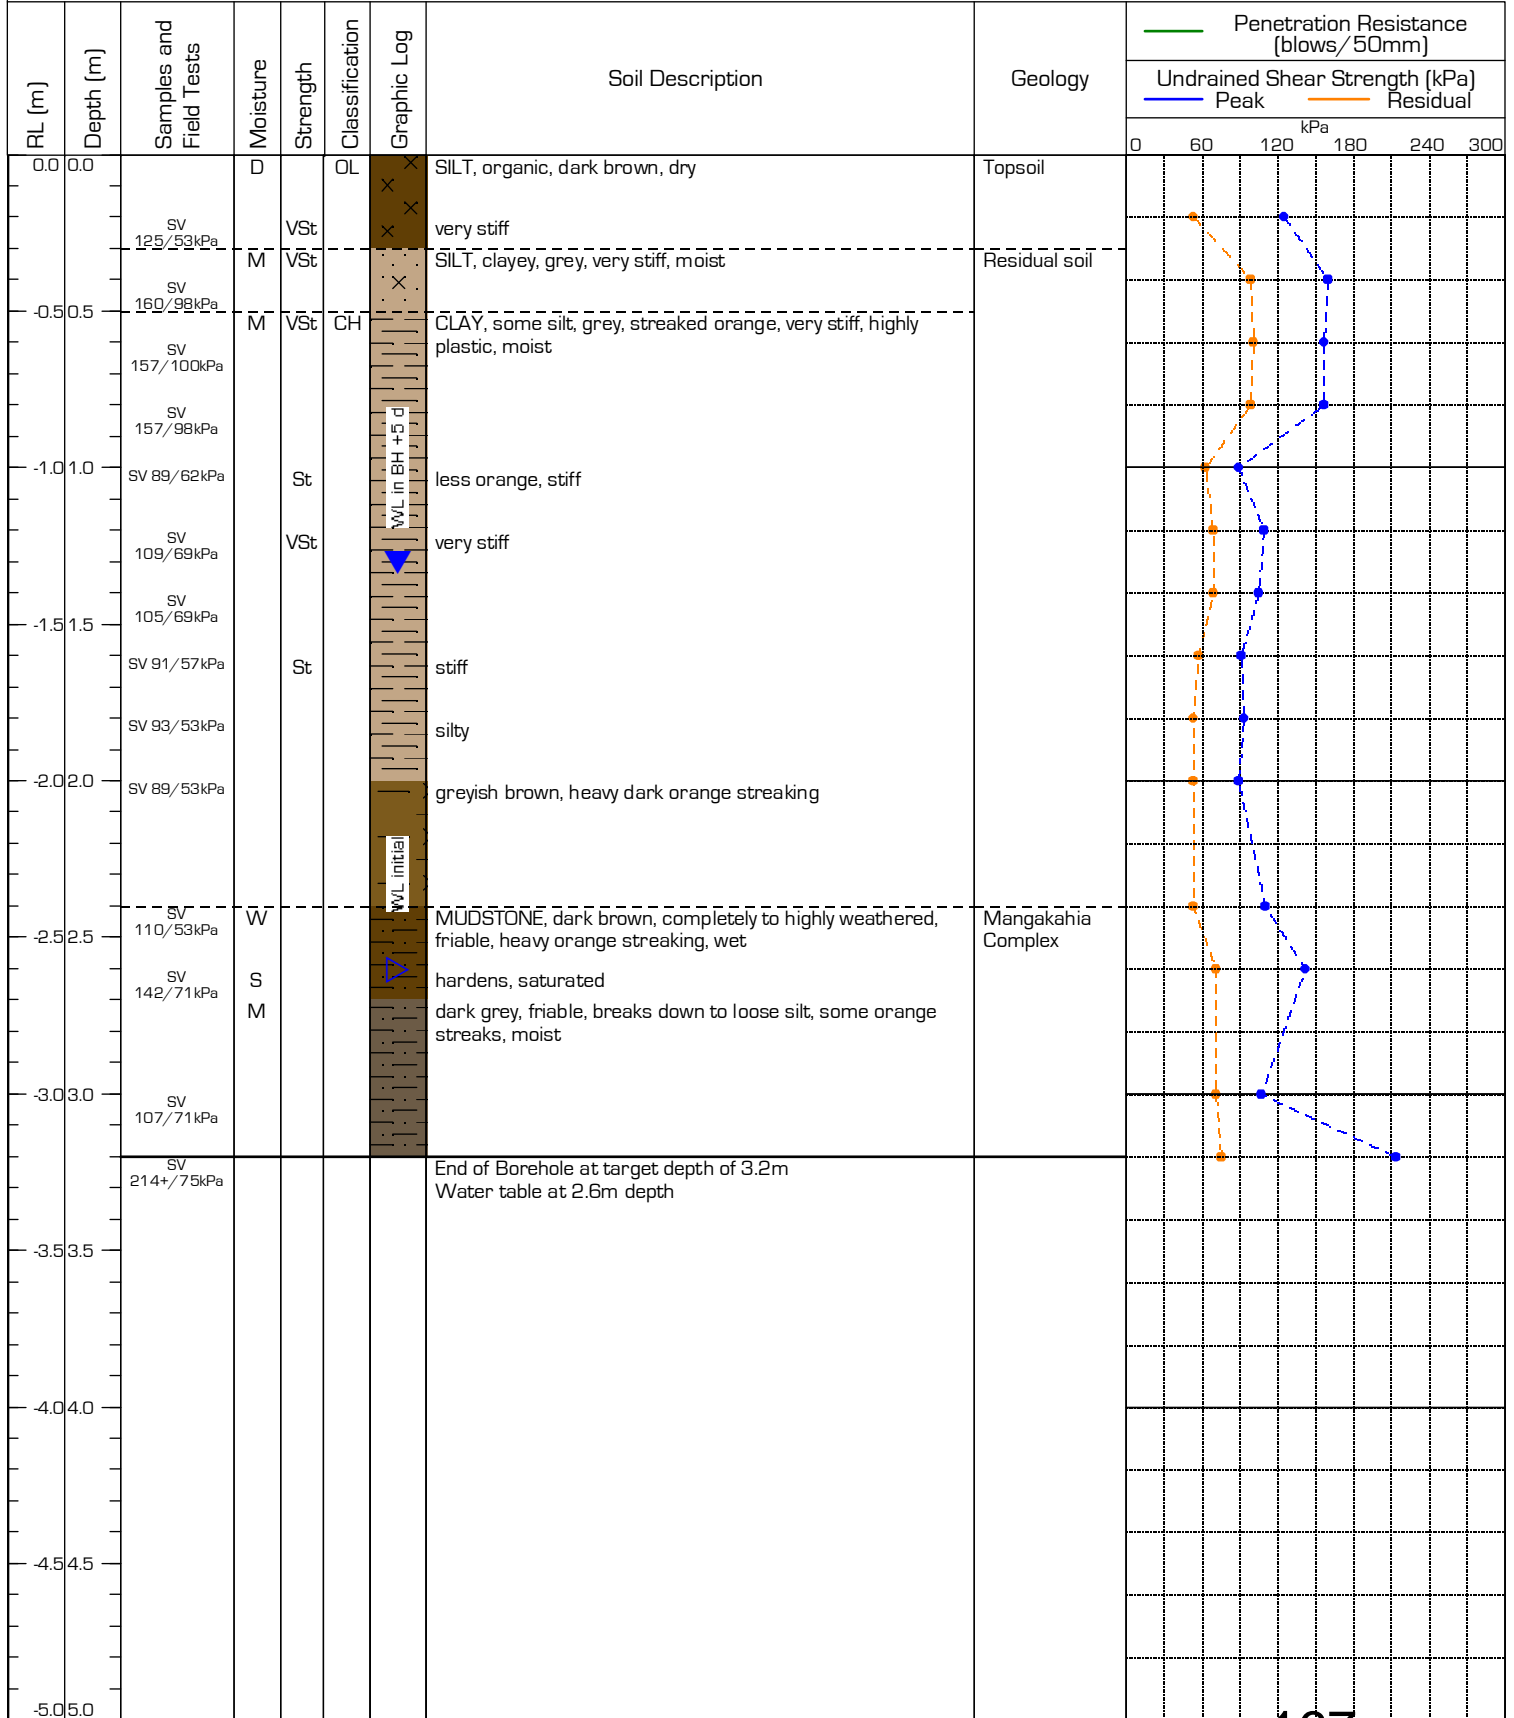 RL (m)
Depth (m)
Samples and
Field Tests
Moisture
Strength
Classification
Graphic Log
Soil Description
Geology
Penetration Resistance
(blows/50mm)
Undrained Shear Strength (kPa)
Peak Residual
kPa
0 60 120 180 240 300
0.0 0.0 D OL SILT, organic, dark brown, dry Topsoil
SV
125/53kPa
VSt very stiff
M VSt SILT, clayey, grey, very stiff, moist Residual soil
SV
160/98kPa
-0.5 0.5
M VSt CH CLAY, some silt, grey, streaked orange, very stiff, highly
plastic, moist
SV
157/100kPa
SV
157/98kPa
WL in BH +5 d
-1.0 1.0 SV 89/62kPa St less orange, stiff
SV
109/69kPa
VSt very stiff
SV
105/69kPa
-1.5 1.5
SV 91/57kPa St stiff
SV 93/53kPa silty
-2.0 2.0 SV 89/53kPa greyish brown, heavy dark orange streaking
WL initial
SV
110/53kPa
W MUDSTONE, dark brown, completely to highly weathered,
friable, heavy orange streaking, wet
Mangakahia
Complex
-2.5 2.5
SV
142/71kPa
S hardens, saturated
M dark grey, friable, breaks down to loose silt, some orange
streaks, moist
-3.0 3.0
SV
107/71kPa
SV
214+/75kPa
End of Borehole at target depth of 3.2m
Water table at 2.6m depth
-3.5 3.5
-4.0 4.0
-4.5 4.5
-5.0 5.0